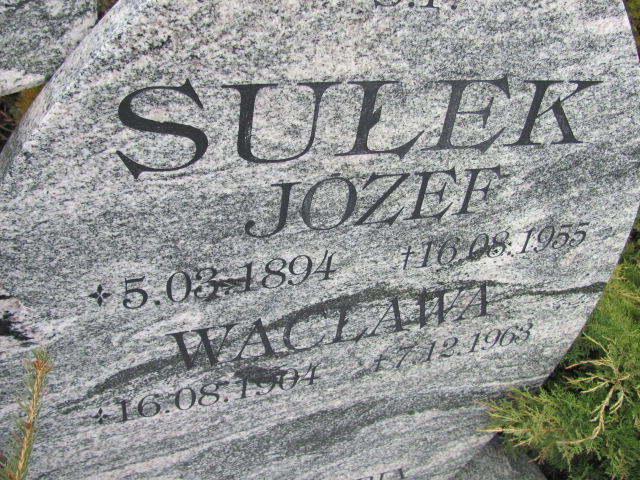 Ś.P.
SUŁEK
JÓZEF
5.03.1894 †16.08.1955
WACŁAWA
16.08.1904 †7.12.1963